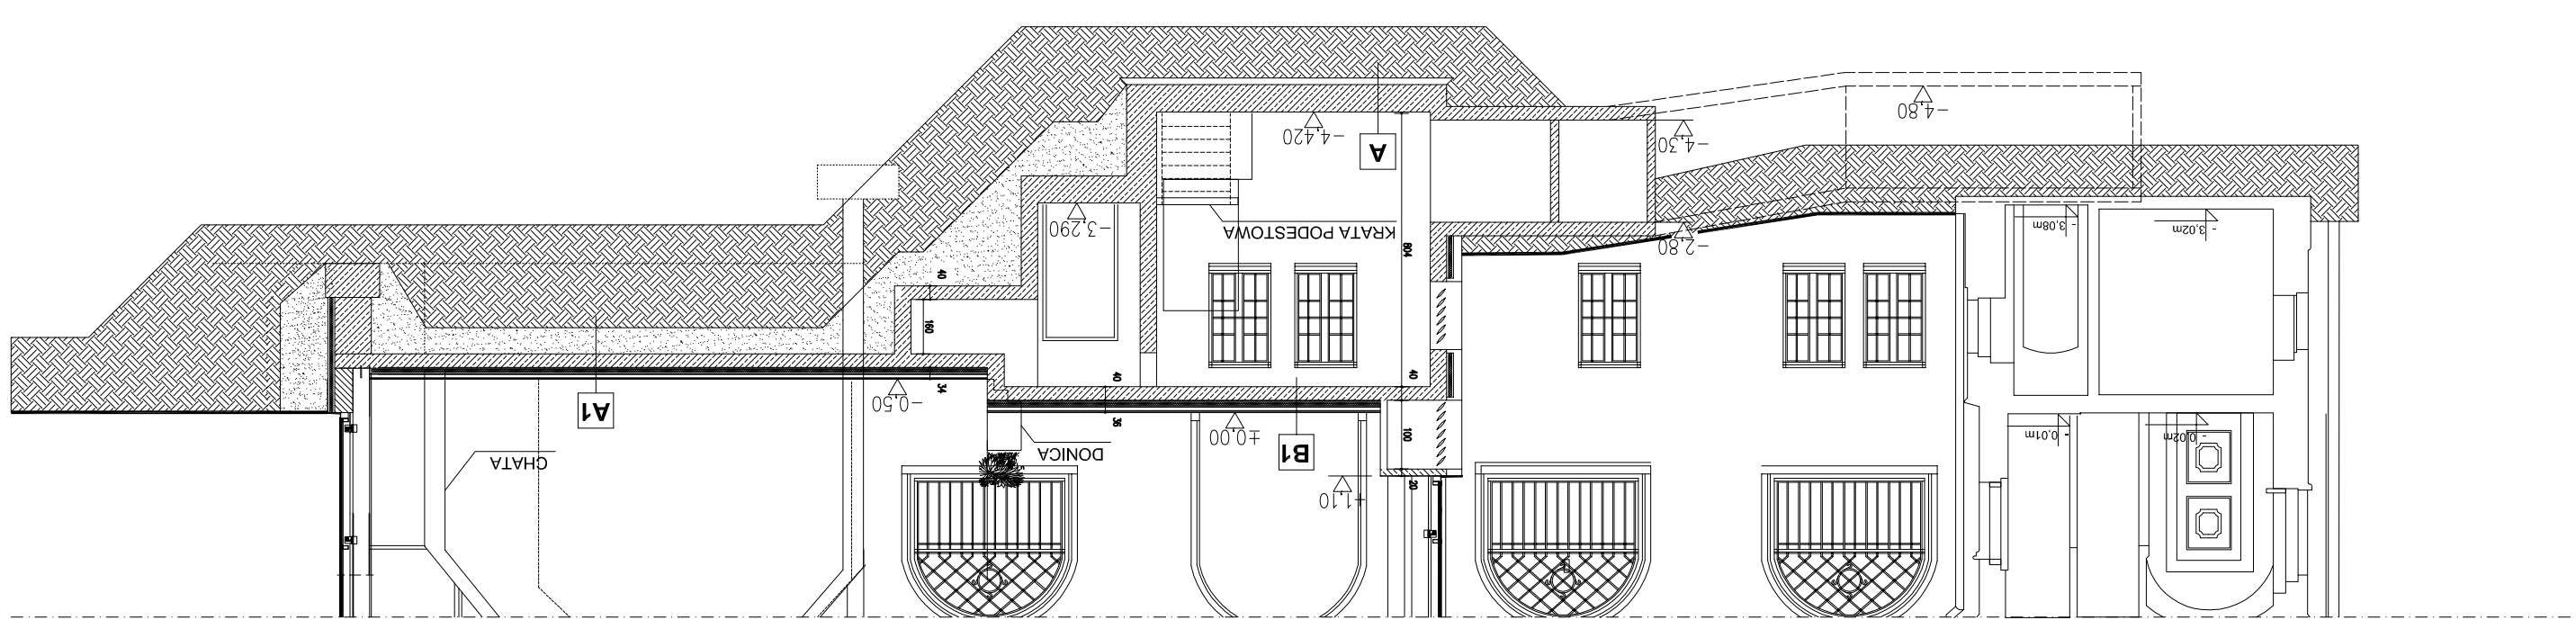 -4,80
-4,420
-4,30
A
-3,08m
-3,02m
-3,290
KRATA PODESTOWA
-2,80
804
40
160
40
40
34
-0,50
A1
36
±0,00
100
-0,01m
-0,02m
B1
DONICA
CHATA
20
+1,10